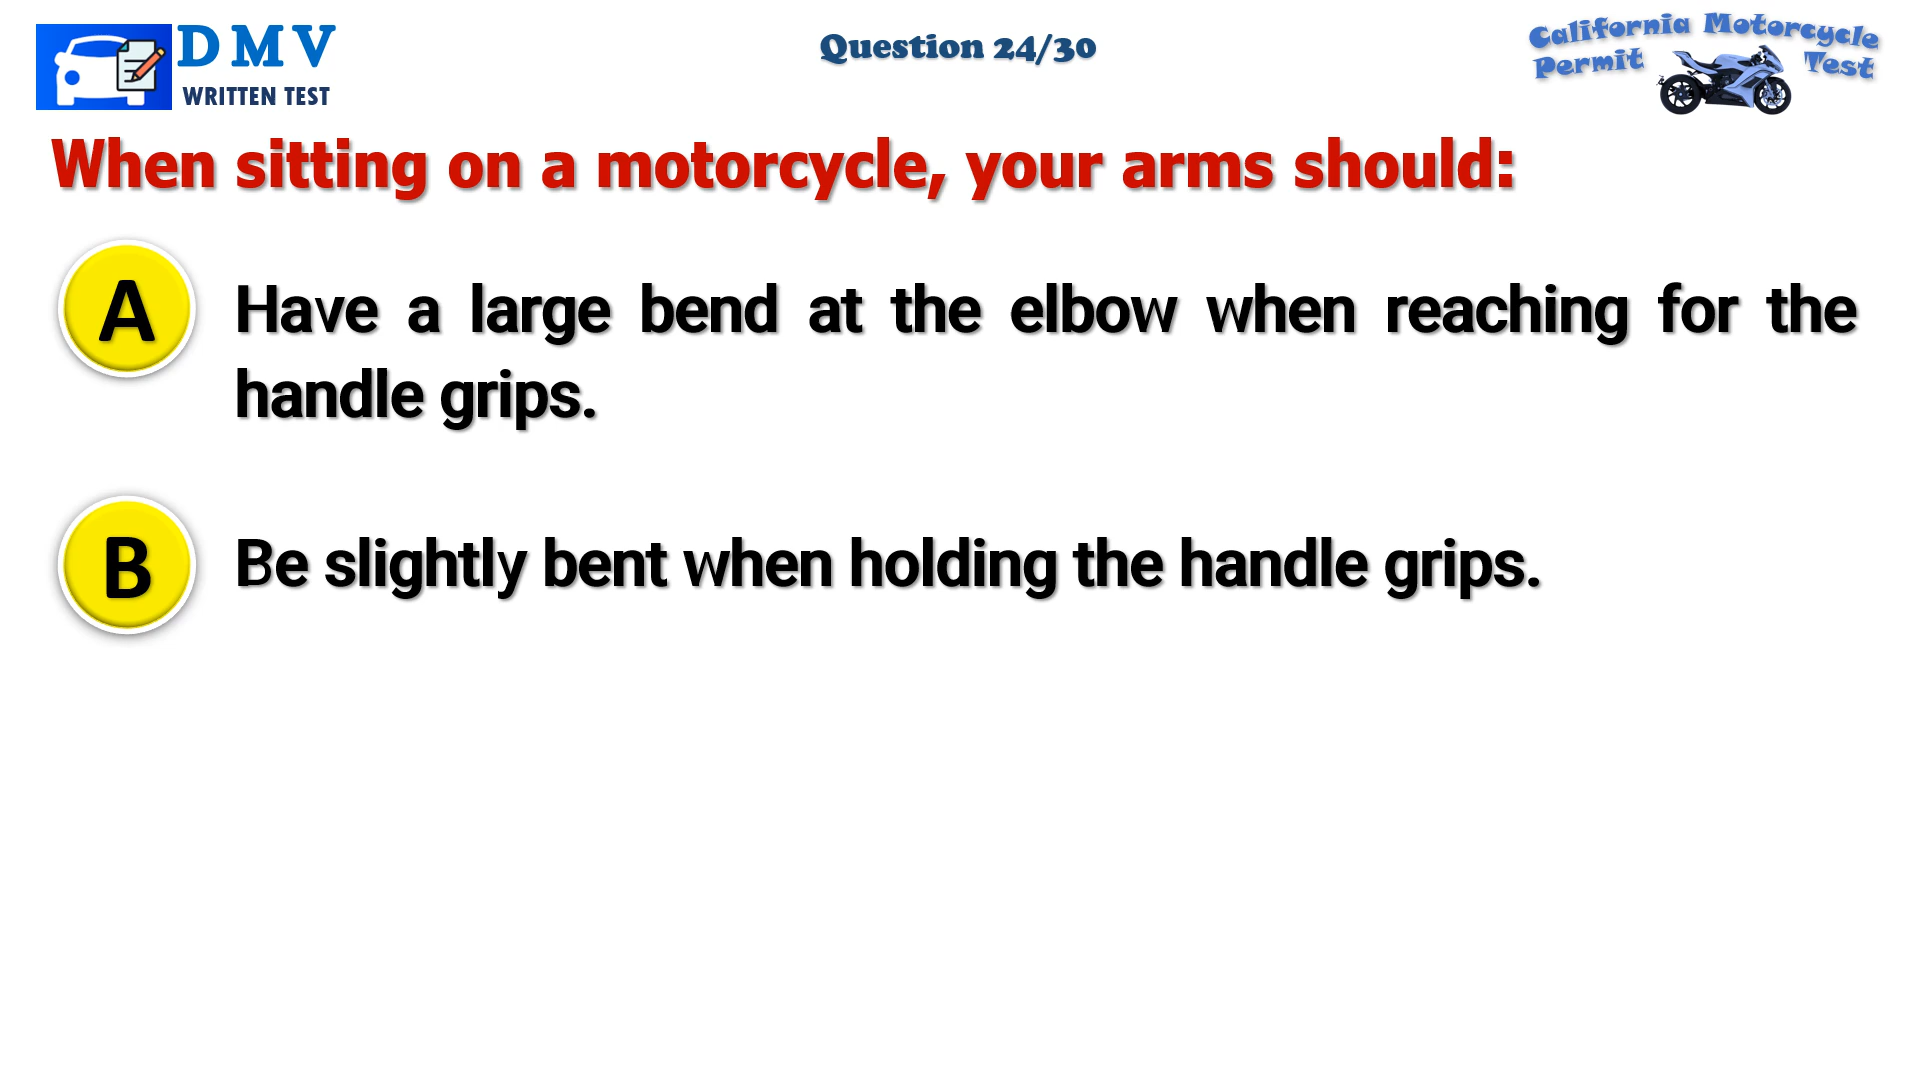 DMV
WRITTEN TEST
Question 24/30
California Motorcycle
Permit Test
When sitting on a motorcycle, your arms should:
A
Have a large bend at the elbow when reaching for the
handle grips.
B
Be slightly bent when holding the handle grips.